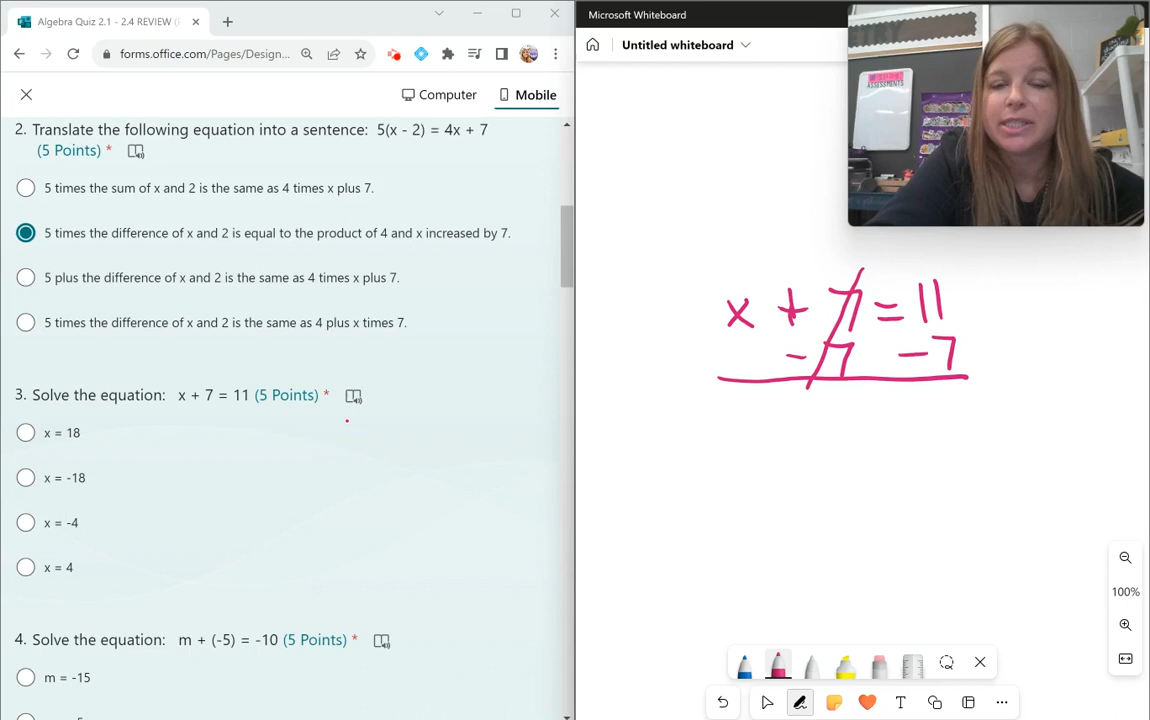 Algebra Quiz 2.1 - 2.4 REVIEW (
forms.office.com/Pages/Design...
Computer
Mobile
2. Translate the following equation into a sentence: 5(x - 2) = 4x + 7
(5 Points) *
5 times the sum of x and 2 is the same as 4 times x plus 7.
5 times the difference of x and 2 is equal to the product of 4 and x increased by 7.
5 plus the difference of x and 2 is the same as 4 times x plus 7.
5 times the difference of x and 2 is the same as 4 plus x times 7.
3. Solve the equation: x + 7 = 11 (5 Points) *
x = 18
x = -18
x = -4
x = 4
4. Solve the equation: m + (-5) = -10 (5 Points) *
m = -15
Microsoft Whiteboard
Untitled whiteboard
ASSESSMENTS
x + 7 = 11
- 7 - 7
100%